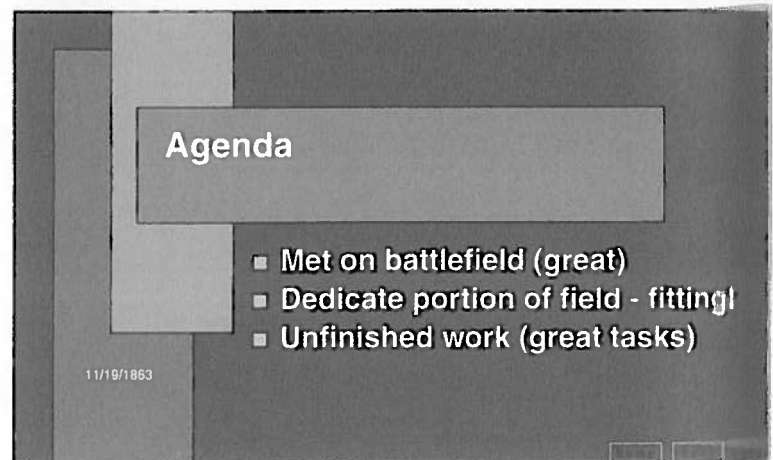 Agenda
Met on battlefield (great)
Dedicate portion of field - fitting!
Unfinished work (great tasks)
11/19/1863